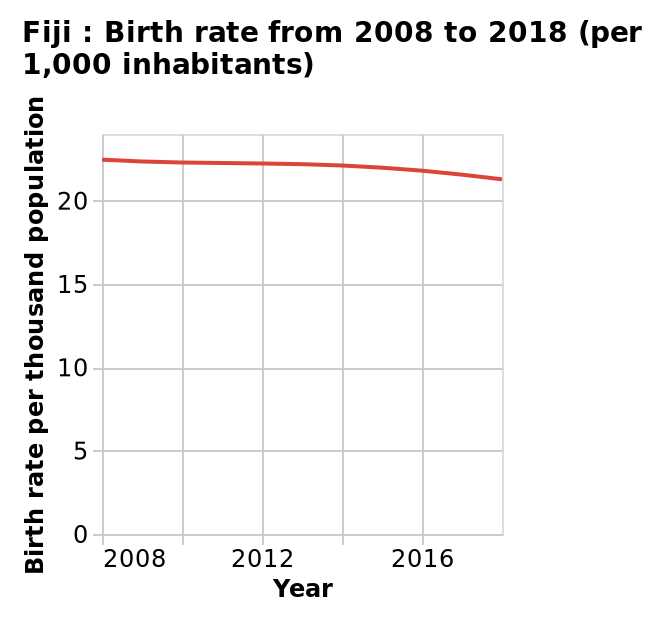 Fiji : Birth rate from 2008 to 2018 (per
1,000 inhabitants)
Birth rate per thousand population
20
15
10
5
0
2008 2012 2016
Year